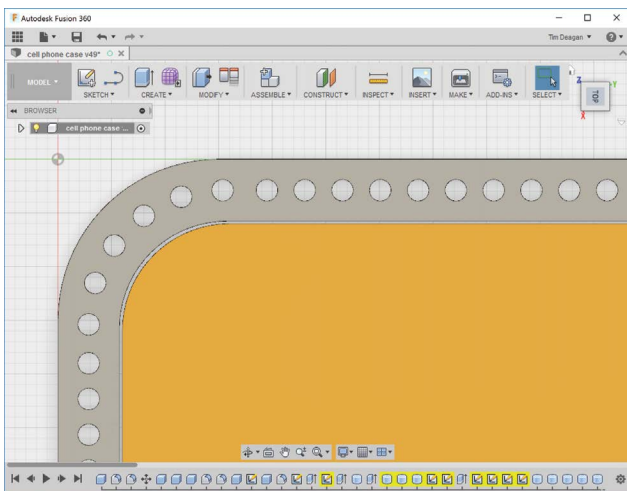 Autodesk Fusion 360
Tim Deagan
cell phone case v49*
MODEL
SKETCH
CREATE
MODIFY
ASSEMBLE
CONSTRUCT
INSPECT
INSERT
MAKE
ADD-INS
SELECT
Z
Y
TOP
X
BROWSER
cell phone case ...